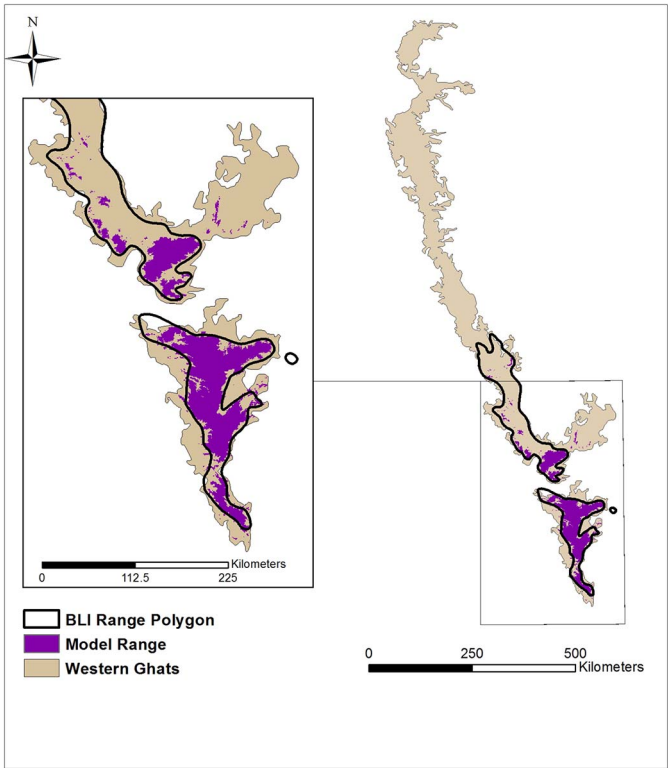 N
0 112.5 225 Kilometers
BLI Range Polygon
Model Range
Western Ghats
0 250 500
Kilometers